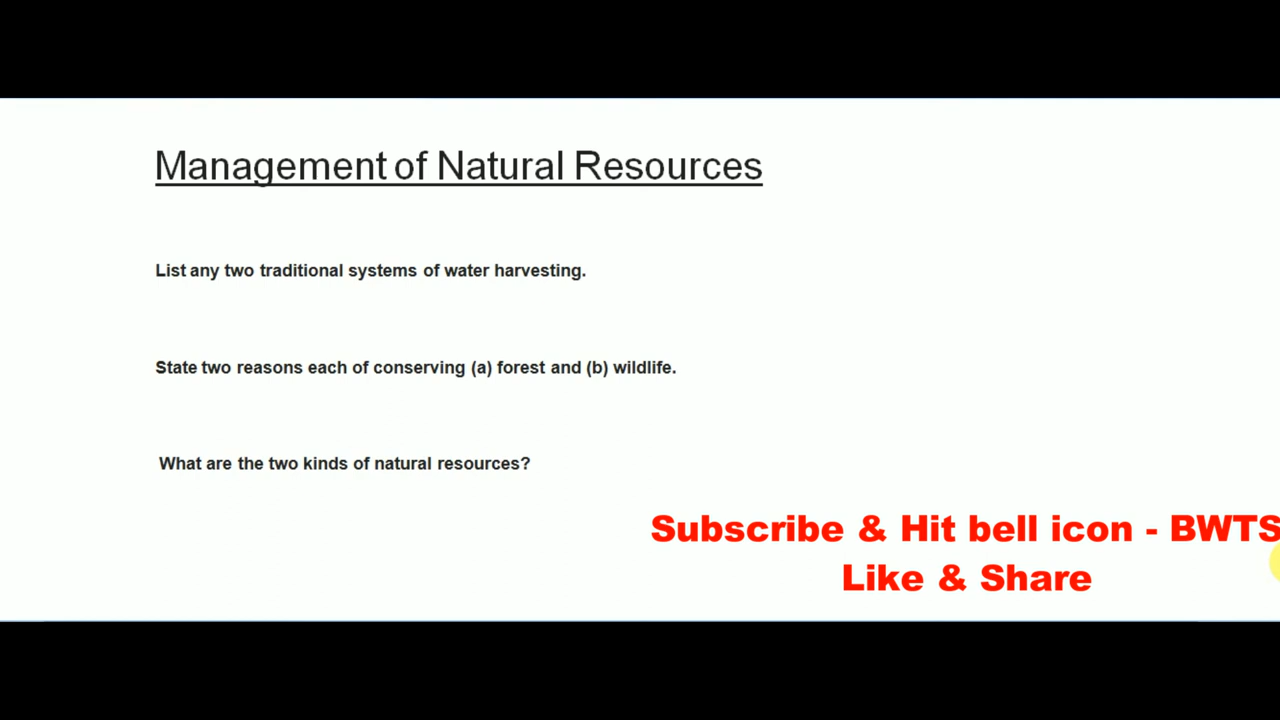 Management of Natural Resources
List any two traditional systems of water harvesting.
State two reasons each of conserving (a) forest and (b) wildlife.
What are the two kinds of natural resources?
Subscribe & Hit bell icon - BWTS
Like & Share